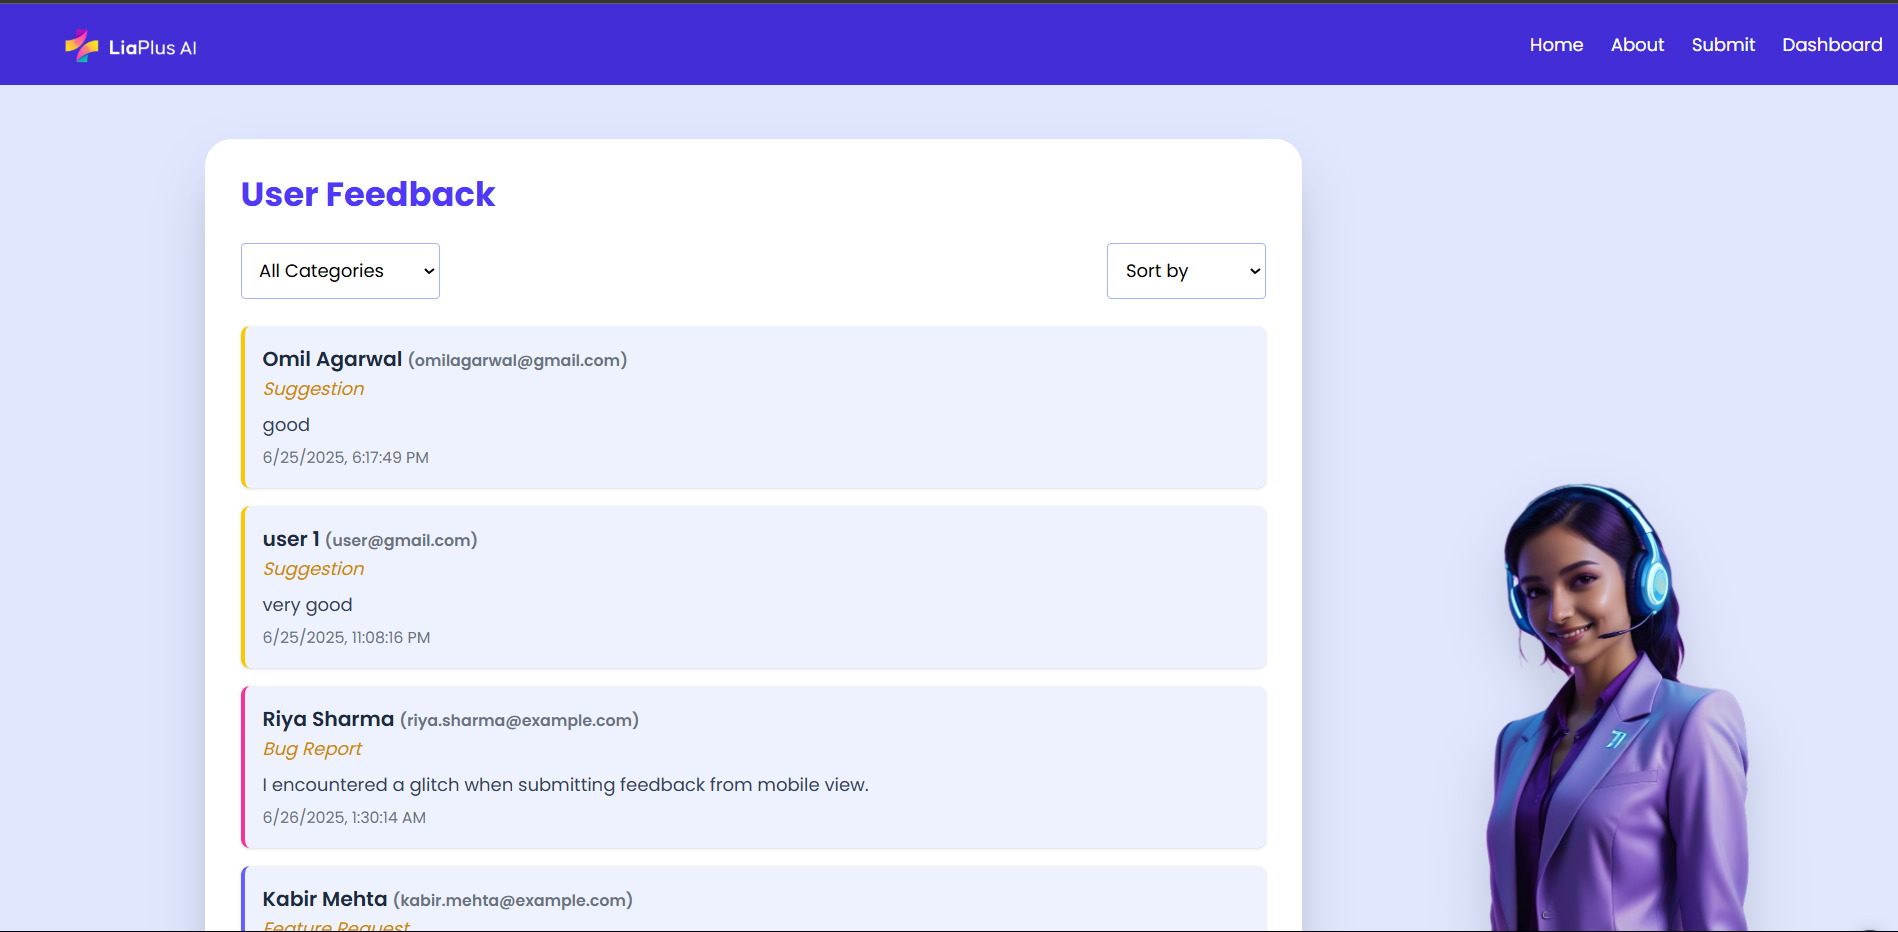 LiaPlus AI
Home About Submit Dashboard
User Feedback
All Categories
Sort by
Omil Agarwal (omilagarwal@gmail.com)
Suggestion
good
6/25/2025, 6:17:49 PM
user 1 (user@gmail.com)
Suggestion
very good
6/25/2025, 11:08:16 PM
Riya Sharma (riya.sharma@example.com)
Bug Report
I encountered a glitch when submitting feedback from mobile view.
6/26/2025, 1:30:14 AM
Kabir Mehta (kabir.mehta@example.com)
Feature Request